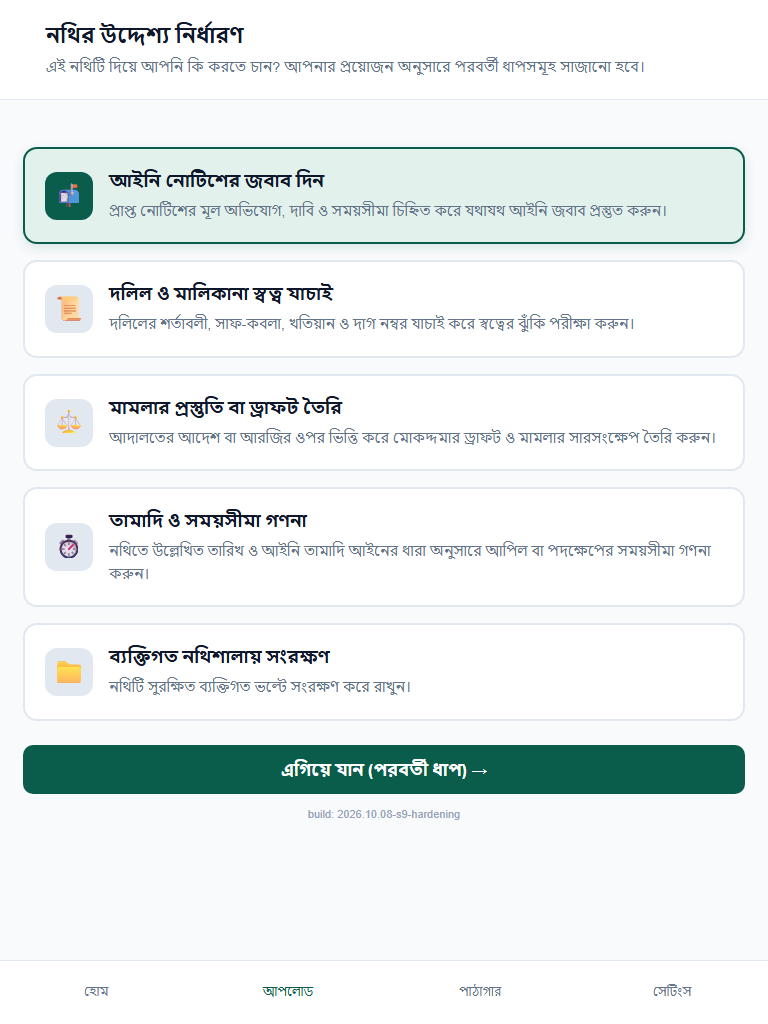 নথির উদ্দেশ্য নির্ধারণ
এই নথিটি দিয়ে আপনি কি করতে চান? আপনার প্রয়োজন অনুসারে পরবর্তী ধাপসমূহ সাজানো হবে।
আইনি নোটিশের জবাব দিন
প্রাপ্ত নোটিশের মূল অভিযোগ, দাবি ও সময়সীমা চিহ্নিত করে যথাযথ আইনি জবাব প্রস্তুত করুন।
দলিল ও মালিকানা স্বত্ব যাচাই
দলিলের শর্তাবলী, সাফ-কবলা, খতিয়ান ও দাগ নম্বর যাচাই করে স্বত্বের ঝুঁকি পরীক্ষা করুন।
মামলার প্রস্তুতি বা ড্রাফট তৈরি
আদালতের আদেশ বা আরজির ওপর ভিত্তি করে মোকদ্দমার ড্রাফট ও মামলার সারসংক্ষেপ তৈরি করুন।
তামাদি ও সময়সীমা গণনা
নথিতে উল্লেখিত তারিখ ও আইনি তামাদি আইনের ধারা অনুসারে আপিল বা পদক্ষেপের সময়সীমা গণনা
করুন।
ব্যক্তিগত নথিশালায় সংরক্ষণ
নথিটি সুরক্ষিত ব্যক্তিগত ভল্টে সংরক্ষণ করে রাখুন।
এগিয়ে যান (পরবর্তী ধাপ) →
build: 2026.10.08-s9-hardening
হোম আপলোড পাঠাগার সেটিংস